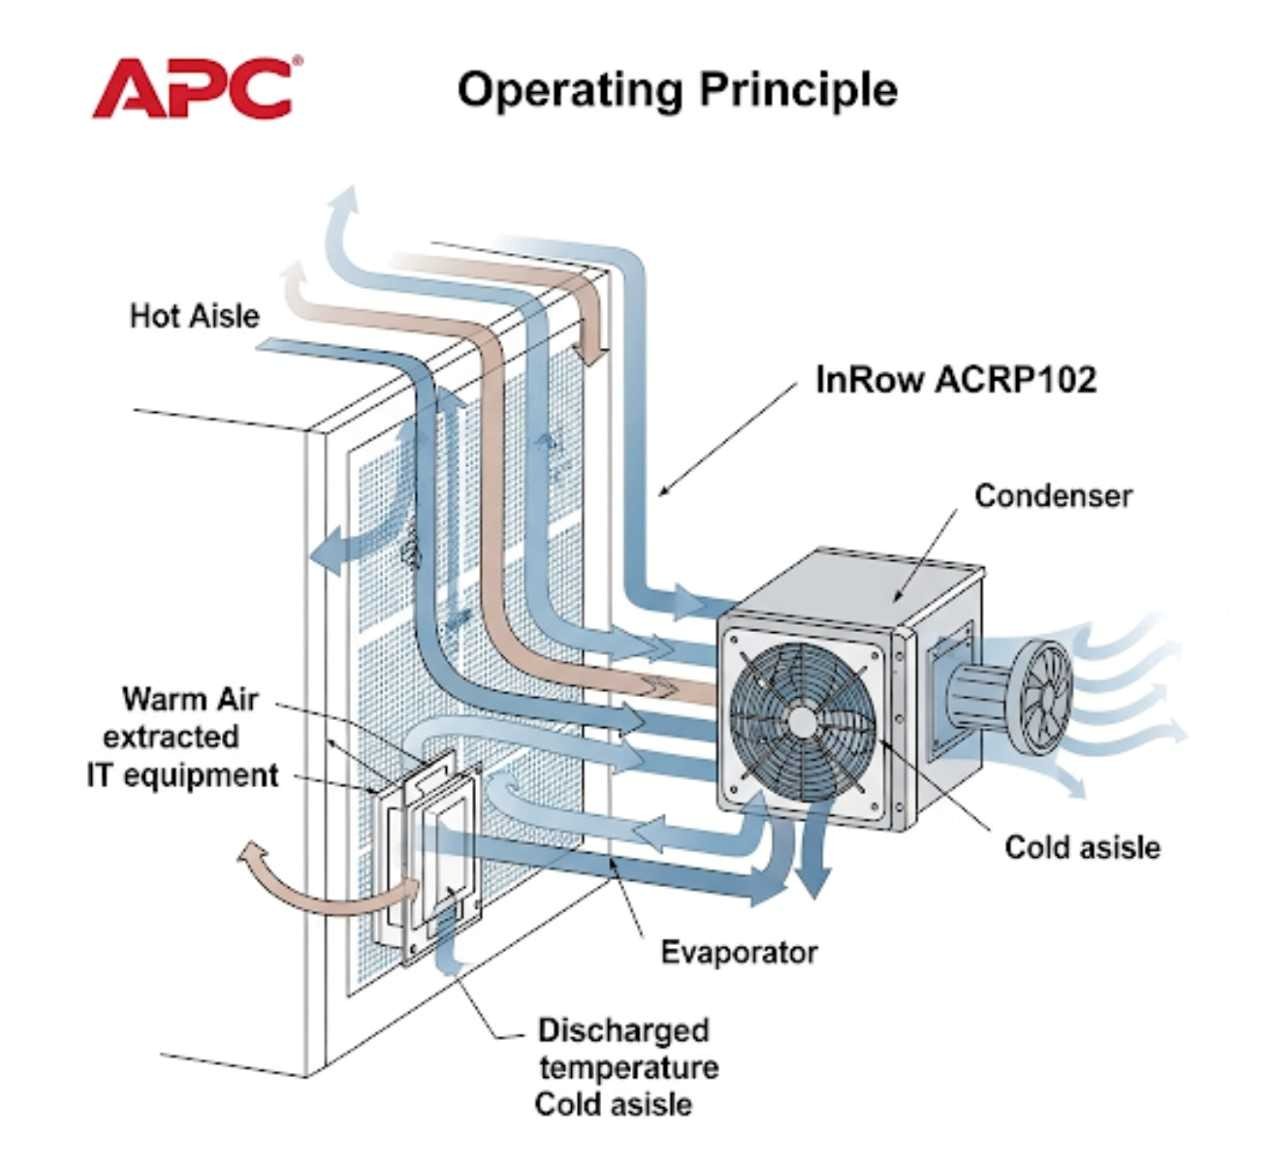 APC®
Operating Principle
Hot Aisle
InRow ACRP102
Condenser
Warm Air
extracted
IT equipment
Cold asisle
Evaporator
Discharged
temperature
Cold asisle